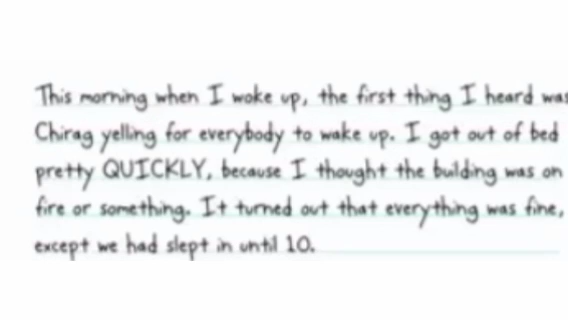 This morning when I woke up, the first thing I heard was
Chirag yelling for everybody to wake up. I got out of bed
pretty QUICKLY, because I thought the building was on
fire or something. It turned out that everything was fine,
except we had slept in until 10.